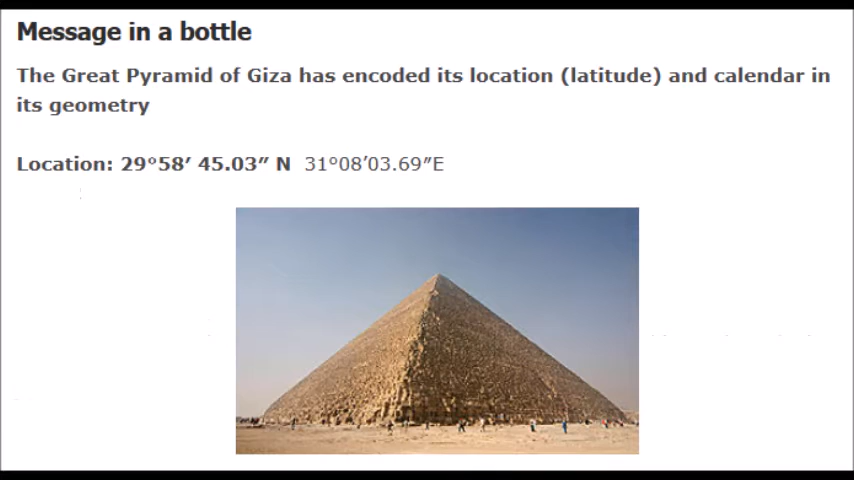 Message in a bottle
The Great Pyramid of Giza has encoded its location (latitude) and calendar in
its geometry
Location: 29°58′ 45.03″ N 31°08′03.69″E